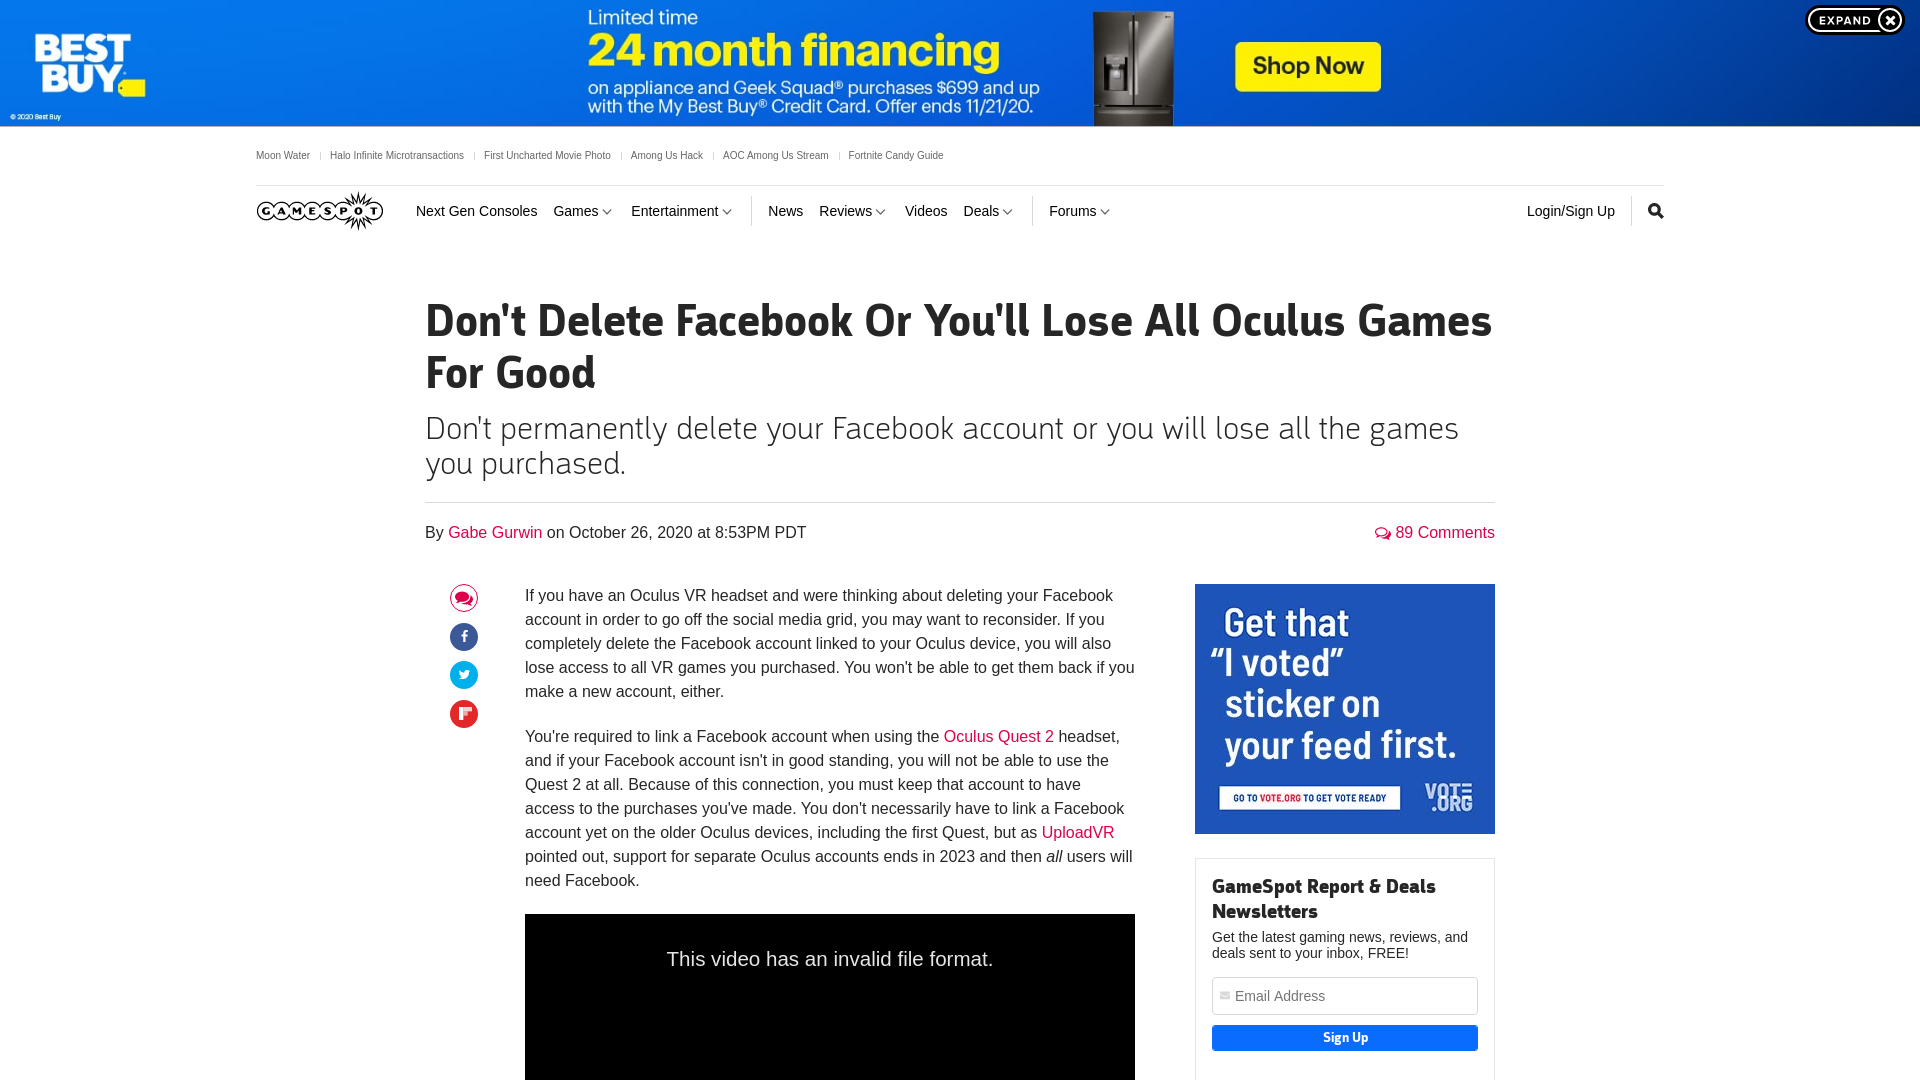 Limited time
24 month financing
on appliance and Geek Squad® purchases $699 and up
with the My Best Buy® Credit Card. Offer ends 11/21/20.
BEST
BUY
© 2020 Best Buy
Shop Now
EXPAND
Moon Water
Halo Infinite Microtransactions
First Uncharted Movie Photo
Among Us Hack
AOC Among Us Stream
Fortnite Candy Guide
GAMESPOT
Next Gen Consoles
Games
Entertainment
News
Reviews
Videos
Deals
Forums
Login/Sign Up
Don't Delete Facebook Or You'll Lose All Oculus Games
For Good
Don't permanently delete your Facebook account or you will lose all the games
you purchased.
By Gabe Gurwin on October 26, 2020 at 8:53PM PDT
89 Comments
If you have an Oculus VR headset and were thinking about deleting your Facebook
account in order to go off the social media grid, you may want to reconsider. If you
completely delete the Facebook account linked to your Oculus device, you will also
lose access to all VR games you purchased. You won't be able to get them back if you
make a new account, either.
You're required to link a Facebook account when using the Oculus Quest 2 headset,
and if your Facebook account isn't in good standing, you will not be able to use the
Quest 2 at all. Because of this connection, you must keep that account to have
access to the purchases you've made. You don't necessarily have to link a Facebook
account yet on the older Oculus devices, including the first Quest, but as UploadVR
pointed out, support for separate Oculus accounts ends in 2023 and then all users will
need Facebook.
This video has an invalid file format.
Get that
“I voted”
sticker on
your feed first.
GO TO VOTE.ORG TO GET VOTE READY
VOTE
.ORG
GameSpot Report & Deals
Newsletters
Get the latest gaming news, reviews, and
deals sent to your inbox, FREE!
Email Address
Sign Up